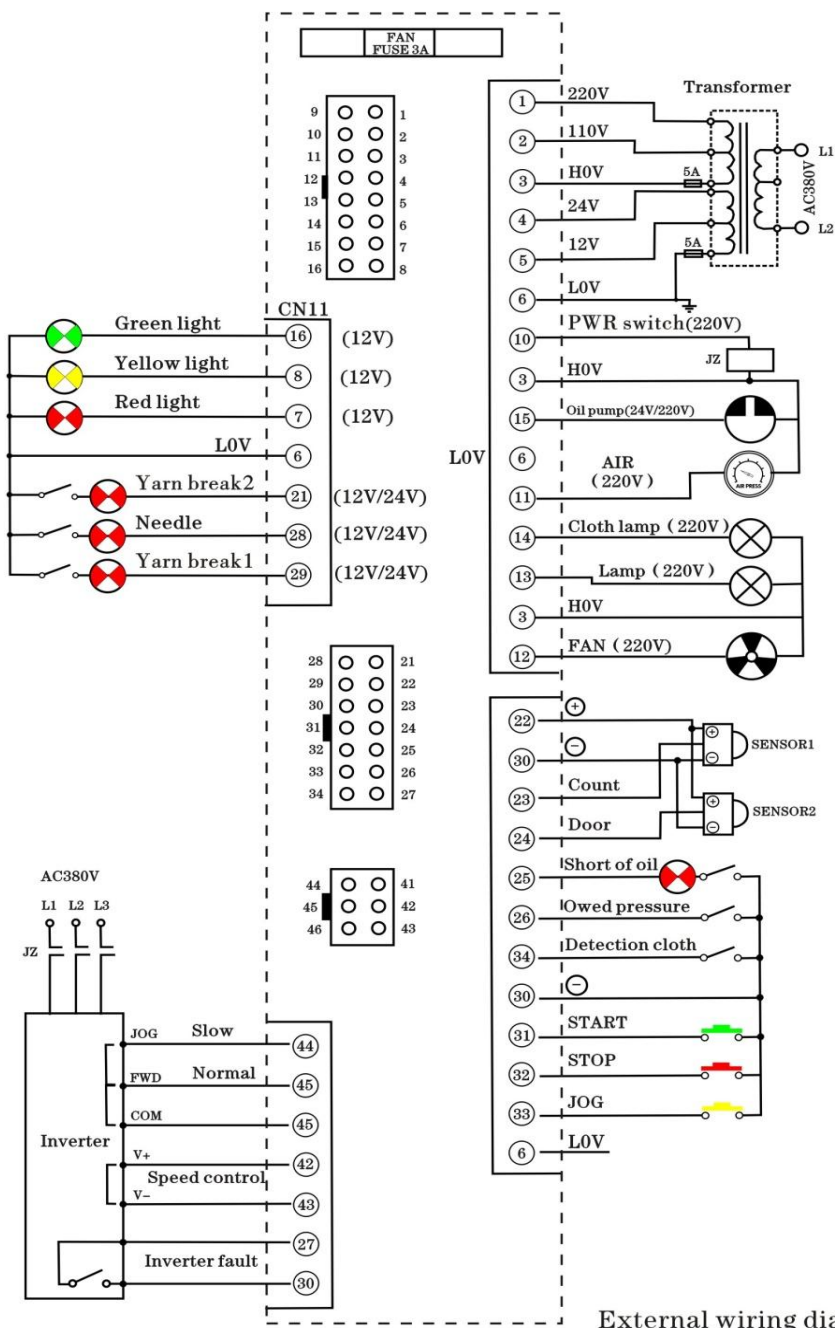 FAN
FUSE 3A
9
1
10
2
11
3
12
4
13
5
14
6
15
7
16
8
1
220V
2
110V
3
H0V
5A
4
24V
5
12V
5A
6
L0V
Transformer
L1
AC380V
L2
10
PWR switch(220V)
JZ
3
H0V
15
Oil pump(24V/220V)
L0V
6
AIR
(220V)
AIR PRESS
11
14
Cloth lamp (220V)
13
Lamp (220V)
3
H0V
12
FAN (220V)
CN11
Green light
16
(12V)
Yellow light
8
(12V)
Red light
7
(12V)
L0V
6
Yarn break2
21
(12V/24V)
Needle
28
(12V/24V)
Yarn break1
29
(12V/24V)
28
21
29
22
30
23
31
24
32
25
33
26
34
27
22
+
30
−
23
Count
24
Door
+
−
SENSOR1
+
−
SENSOR2
25
Short of oil
26
Owed pressure
34
Detection cloth
30
−
31
START
32
STOP
33
JOG
6
L0V
44
41
45
42
46
43
AC380V
L1 L2 L3
JZ
Inverter
JOG
Slow
44
FWD
Normal
45
COM
45
V+
42
Speed control
V−
43
27
Inverter fault
30
External wiring dia